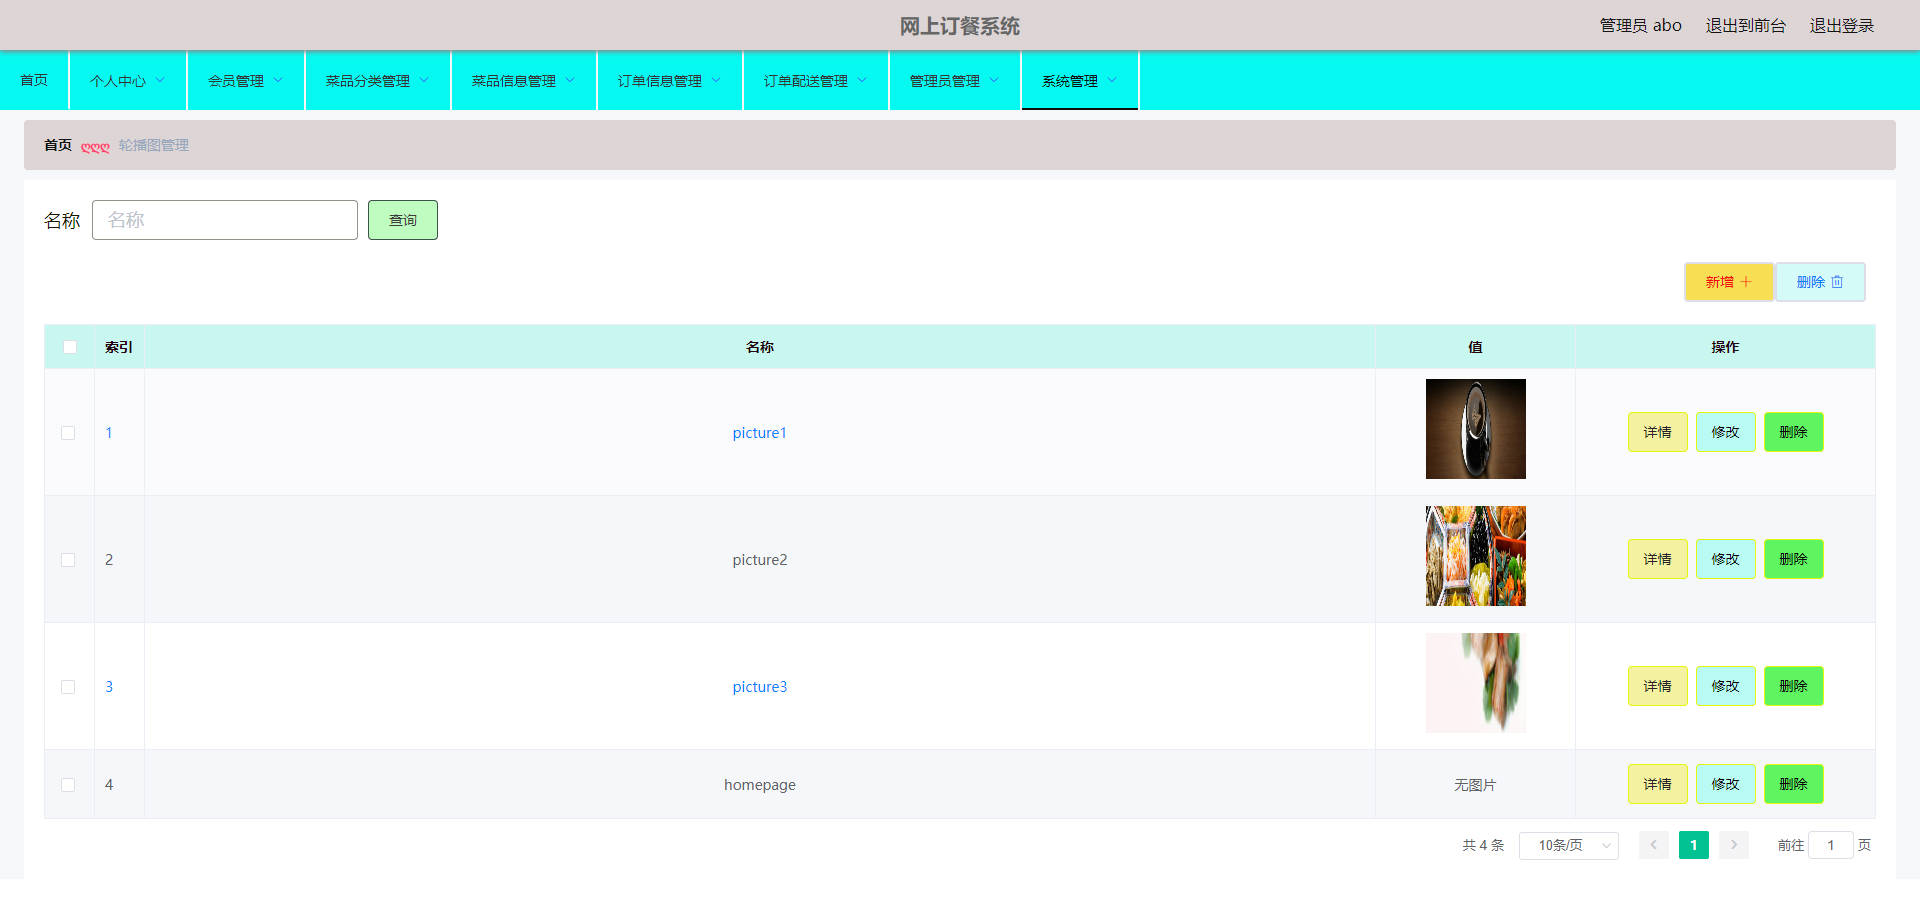 网上订餐系统
管理员 abo 退出到前台 退出登录
首页 个人中心 会员管理 菜品分类管理 菜品信息管理 订单信息管理 订单配送管理 管理员管理 系统管理
首页 ღღღ 轮播图管理
名称 名称 查询
新增 删除
索引 名称 值 操作
1 picture1 详情 修改 删除
2 picture2 详情 修改 删除
3 picture3 详情 修改 删除
4 homepage 无图片 详情 修改 删除
共 4 条 10条/页 1 前往 1 页